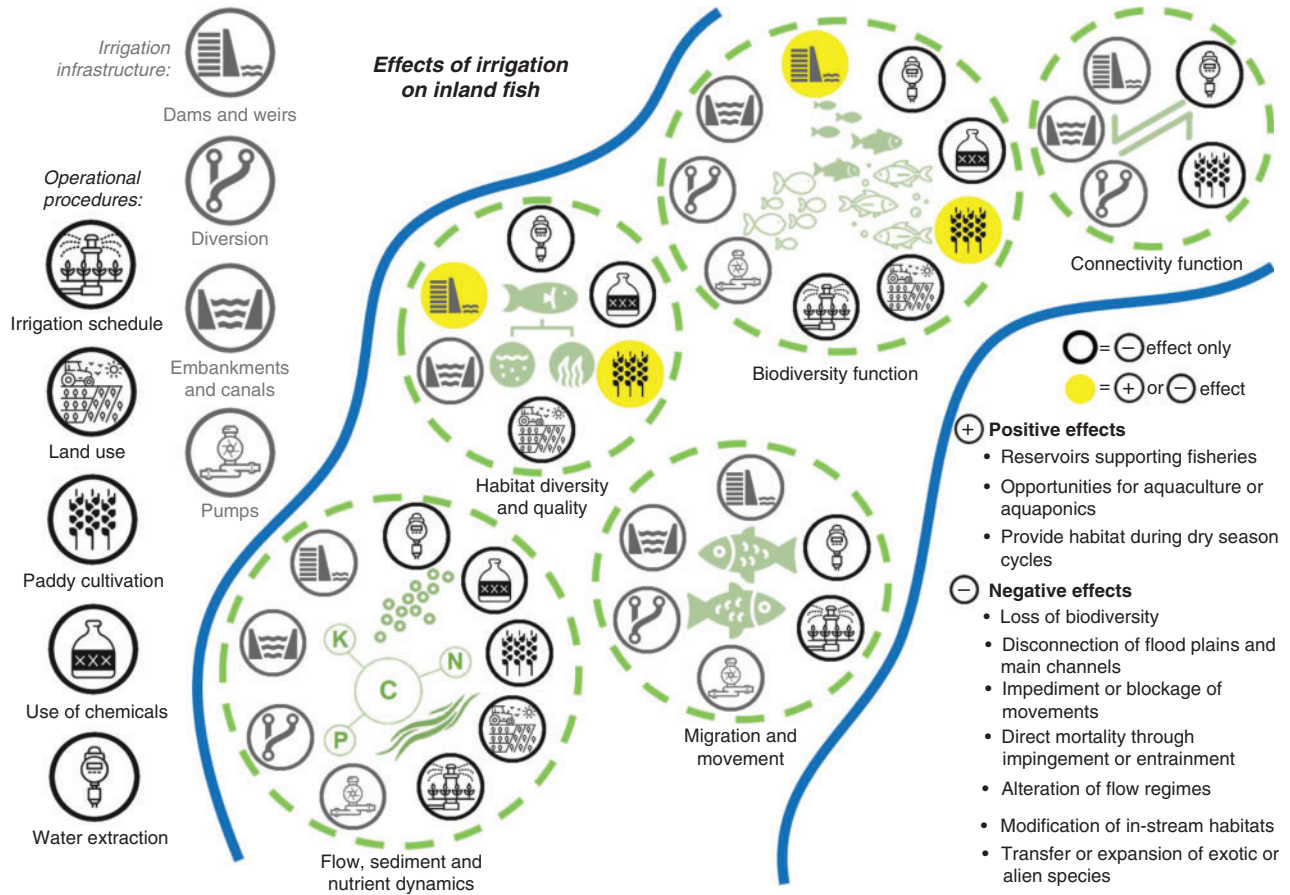 Irrigation
infrastructure:
Dams and weirs
Diversion
Embankments
and canals
Pumps
Operational
procedures:
Irrigation schedule
Land use
Paddy cultivation
XXX
Use of chemicals
Water extraction
Effects of irrigation
on inland fish
XXX
Habitat diversity
and quality
XXX
Biodiversity function
Connectivity function
XXX
K
N
C
P
Flow, sediment and
nutrient dynamics
Migration and
movement
= − effect only
= + or − effect
+ Positive effects
• Reservoirs supporting fisheries
• Opportunities for aquaculture or
aquaponics
• Provide habitat during dry season
cycles
− Negative effects
• Loss of biodiversity
• Disconnection of flood plains and
main channels
• Impediment or blockage of
movements
• Direct mortality through
impingement or entrainment
• Alteration of flow regimes
• Modification of in-stream habitats
• Transfer or expansion of exotic or
alien species